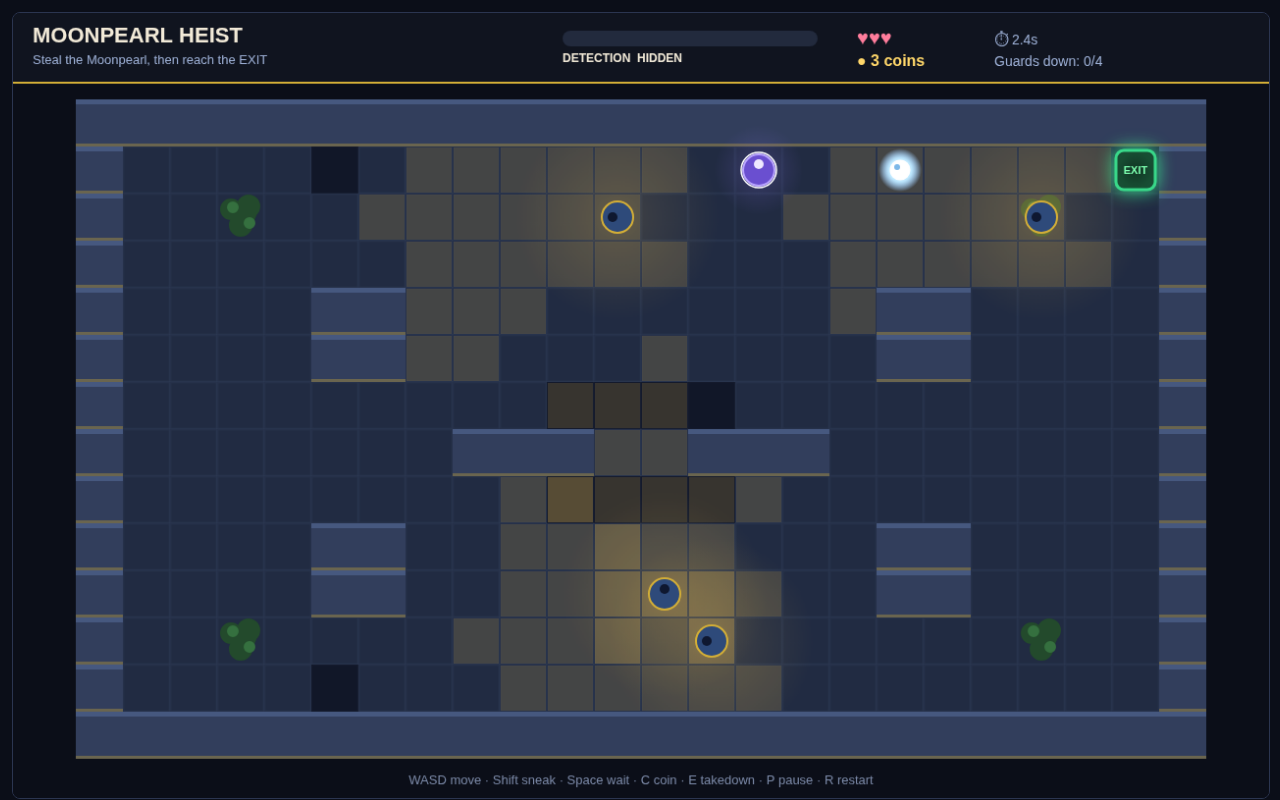 MOONPEARL HEIST
Steal the Moonpearl, then reach the EXIT
DETECTION HIDDEN
♥♥♥
● 3 coins
⏱ 2.4s
Guards down: 0/4
EXIT
WASD move · Shift sneak · Space wait · C coin · E takedown · P pause · R restart